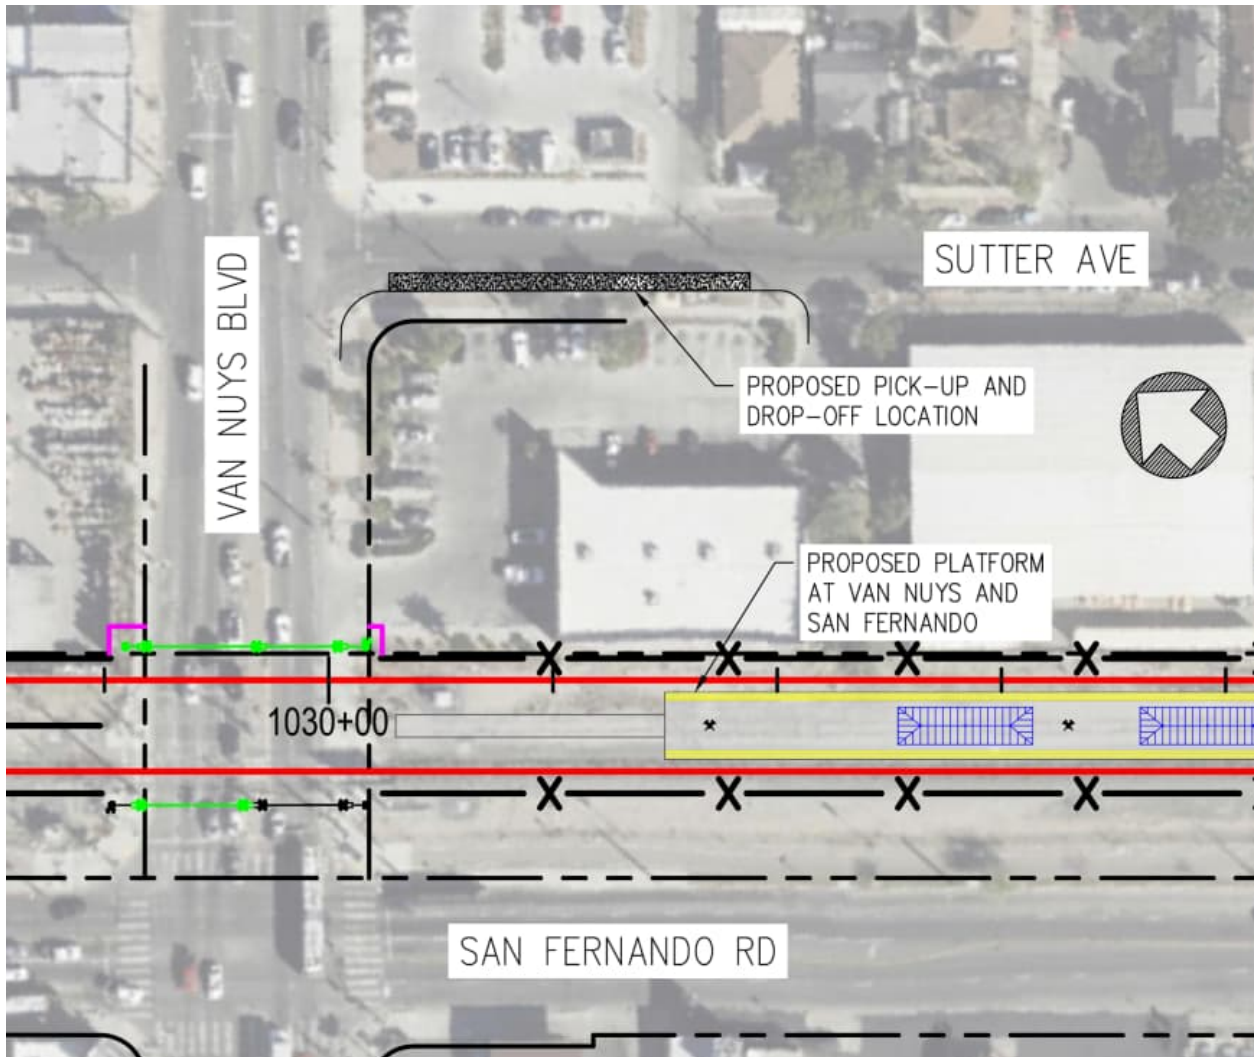 SUTTER AVE
VAN NUYS BLVD
PROPOSED PICK-UP AND
DROP-OFF LOCATION
PROPOSED PLATFORM
AT VAN NUYS AND
SAN FERNANDO
1030+00
SAN FERNANDO RD